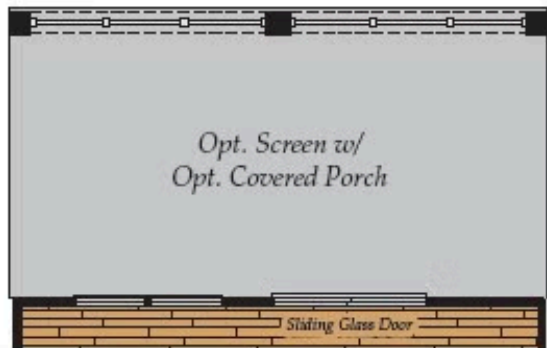 Opt. Screen w/
Opt. Covered Porch
Sliding Glass Door